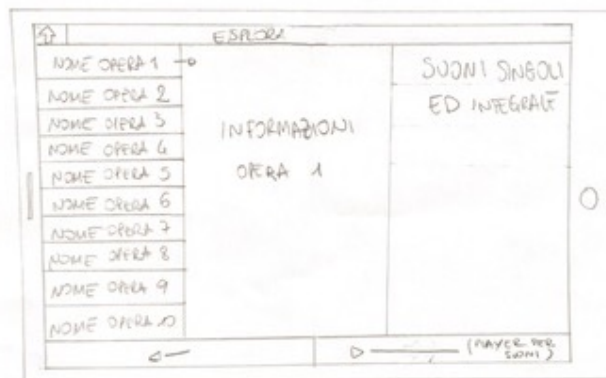 ESPLORA
NOME OPERA 1
NOME OPERA 2
NOME OPERA 3
NOME OPERA 4
NOME OPERA 5
NOME OPERA 6
NOME OPERA 7
NOME OPERA 8
NOME OPERA 9
NOME OPERA 10
INFORMAZIONI
OPERA 1
SUONI SINGOLI
ED INTEGRALE
(PLAYER PER
SUONI)